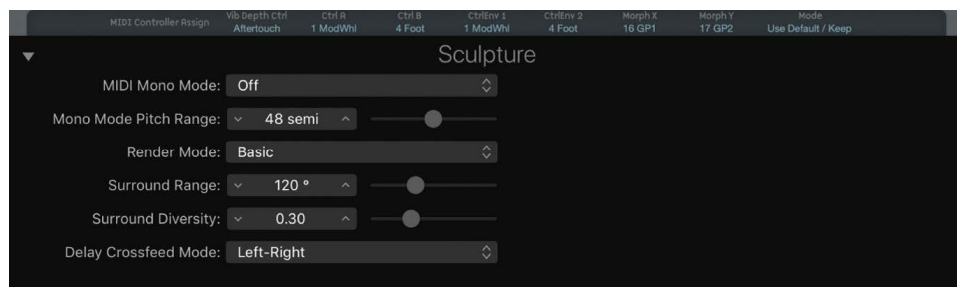 MIDI Controller Assign Vib Depth Ctrl Ctrl A Ctrl B CtrlEnv 1 CtrlEnv 2 Morph X Morph Y Mode
Aftertouch 1 ModWhl 4 Foot 1 ModWhl 4 Foot 16 GP1 17 GP2 Use Default / Keep
Sculpture
MIDI Mono Mode: Off
Mono Mode Pitch Range: 48 semi
Render Mode: Basic
Surround Range: 120 °
Surround Diversity: 0.30
Delay Crossfeed Mode: Left-Right